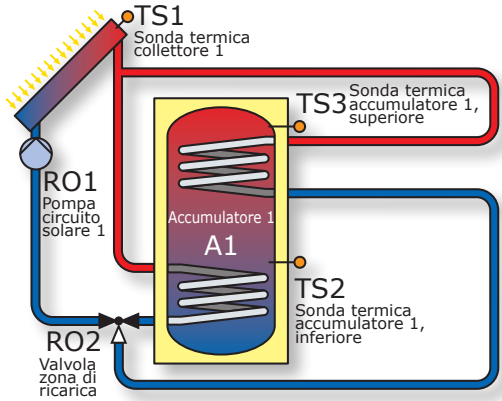 TS1
Sonda termica
collettore 1
TS3
Sonda termica
accumulatore 1,
superiore
RO1
Pompa
circuito
solare 1
Accumulatore 1
A1
TS2
Sonda termica
accumulatore 1,
inferiore
RO2
Valvola
zona di
ricarica